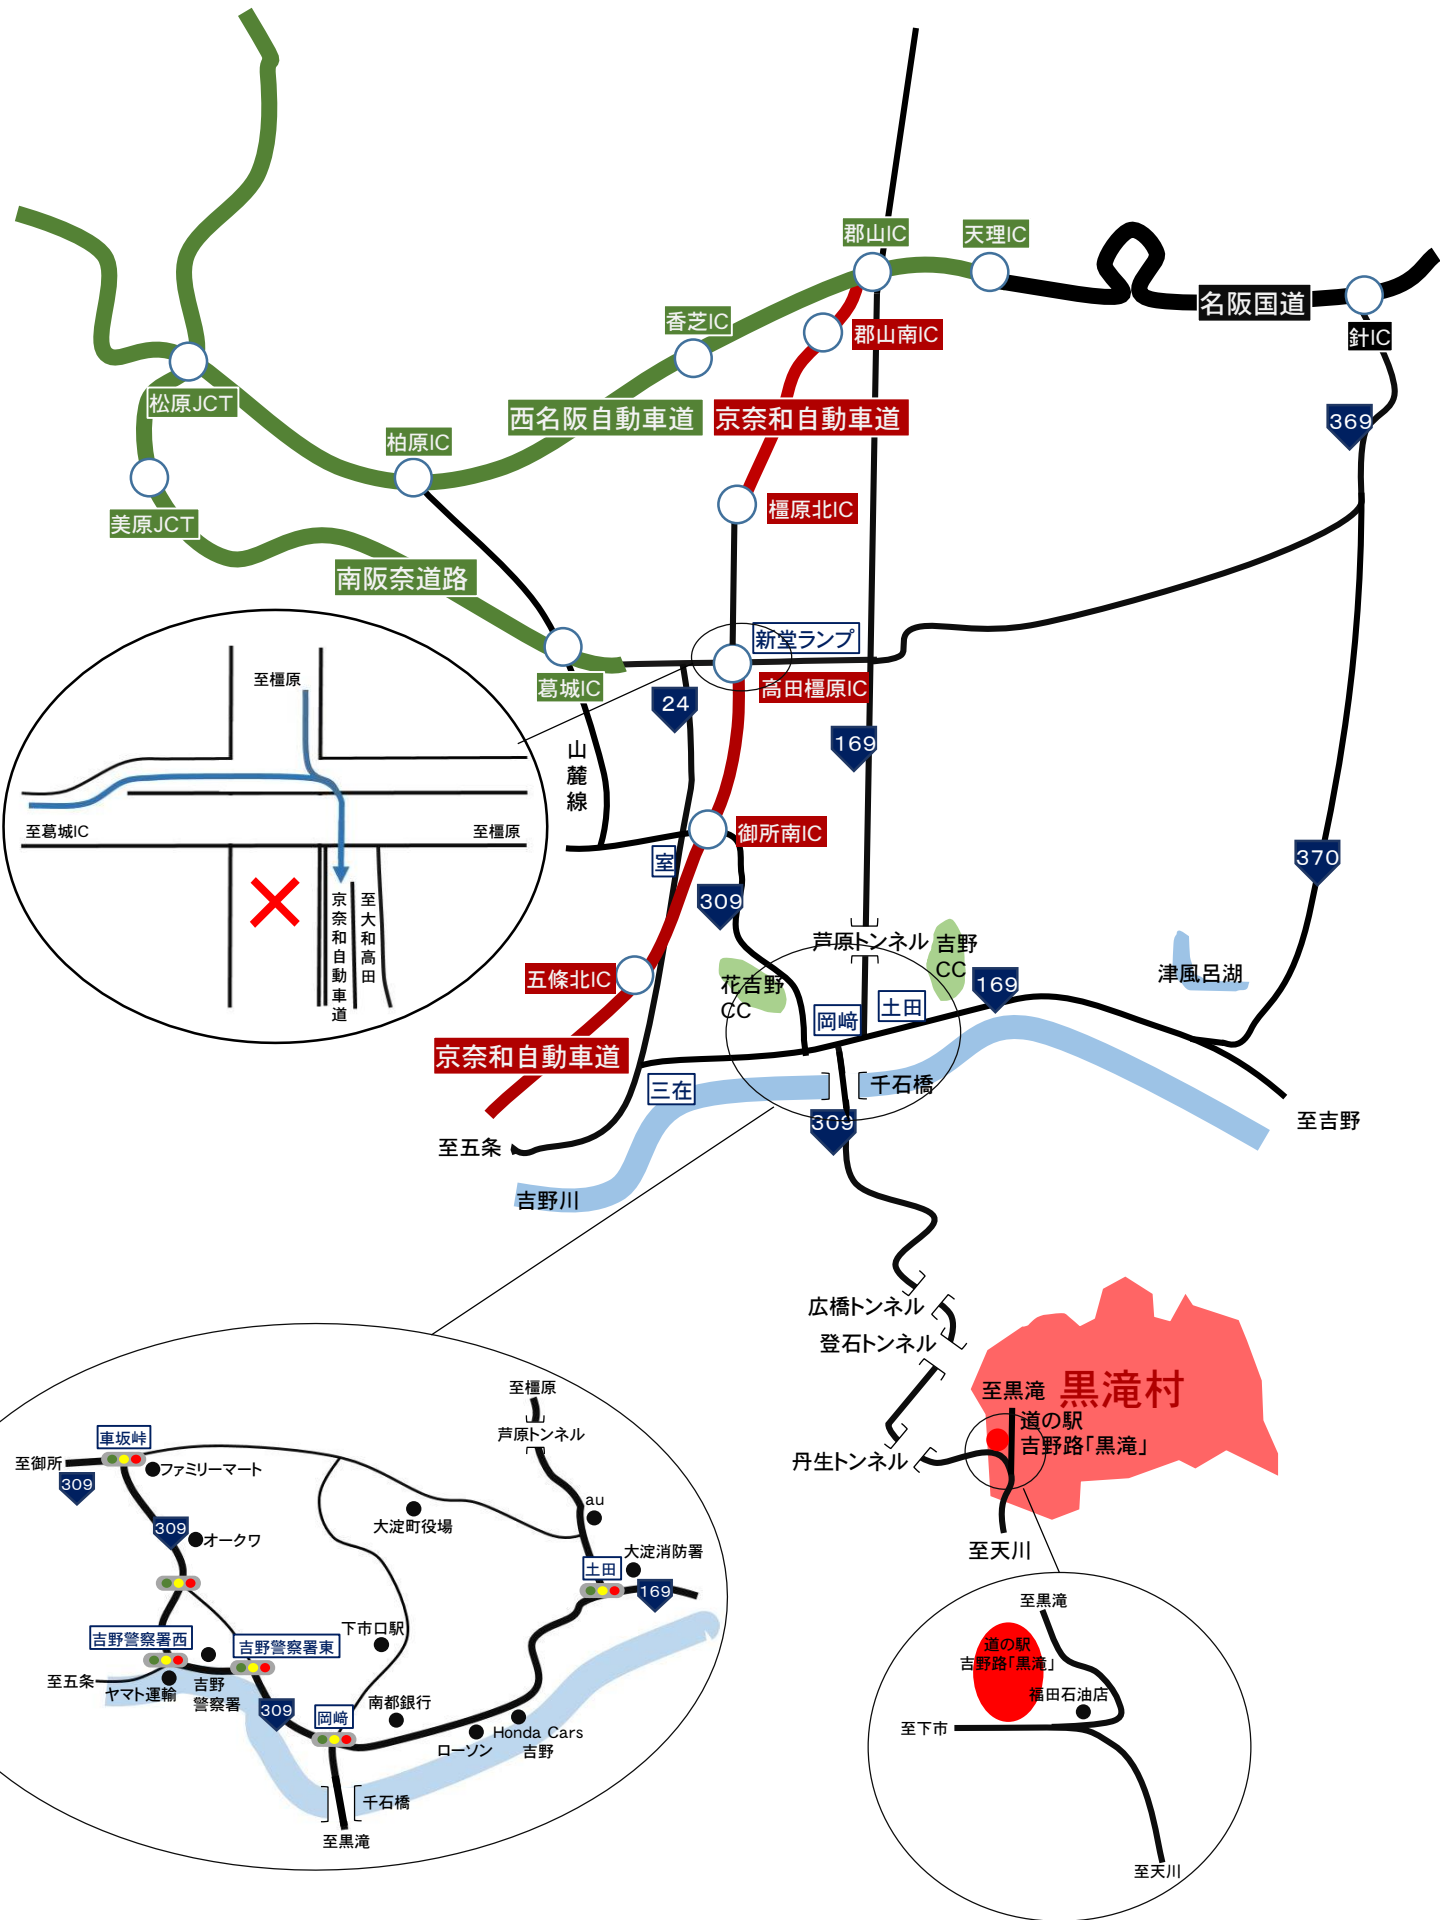 郡山IC
天理IC
名阪国道
針IC
香芝IC
郡山南IC
松原JCT
西名阪自動車道
京奈和自動車道
369
柏原IC
美原JCT
橿原北IC
南阪奈道路
新堂ランプ
葛城IC
高田橿原IC
24
169
山麓線
至橿原
至葛城IC
至橿原
京奈和自動車道
至大和高田
御所南IC
室
309
370
芦原トンネル
吉野
CC
花吉野
CC
五條北IC
津風呂湖
169
岡﨑
土田
京奈和自動車道
三在
千石橋
309
至五条
至吉野
吉野川
広橋トンネル
登石トンネル
黒滝村
至黒滝
道の駅
吉野路「黒滝」
丹生トンネル
至天川
至橿原
芦原トンネル
車坂峠
至御所
309
ファミリーマート
309
オークワ
大淀町役場
au
大淀消防署
土田
169
下市口駅
吉野警察署西
吉野警察署東
至五条
ヤマト運輸
吉野
警察署
309
岡﨑
南都銀行
ローソン
Honda Cars
吉野
千石橋
至黒滝
至黒滝
道の駅
吉野路「黒滝」
福田石油店
至下市
至天川